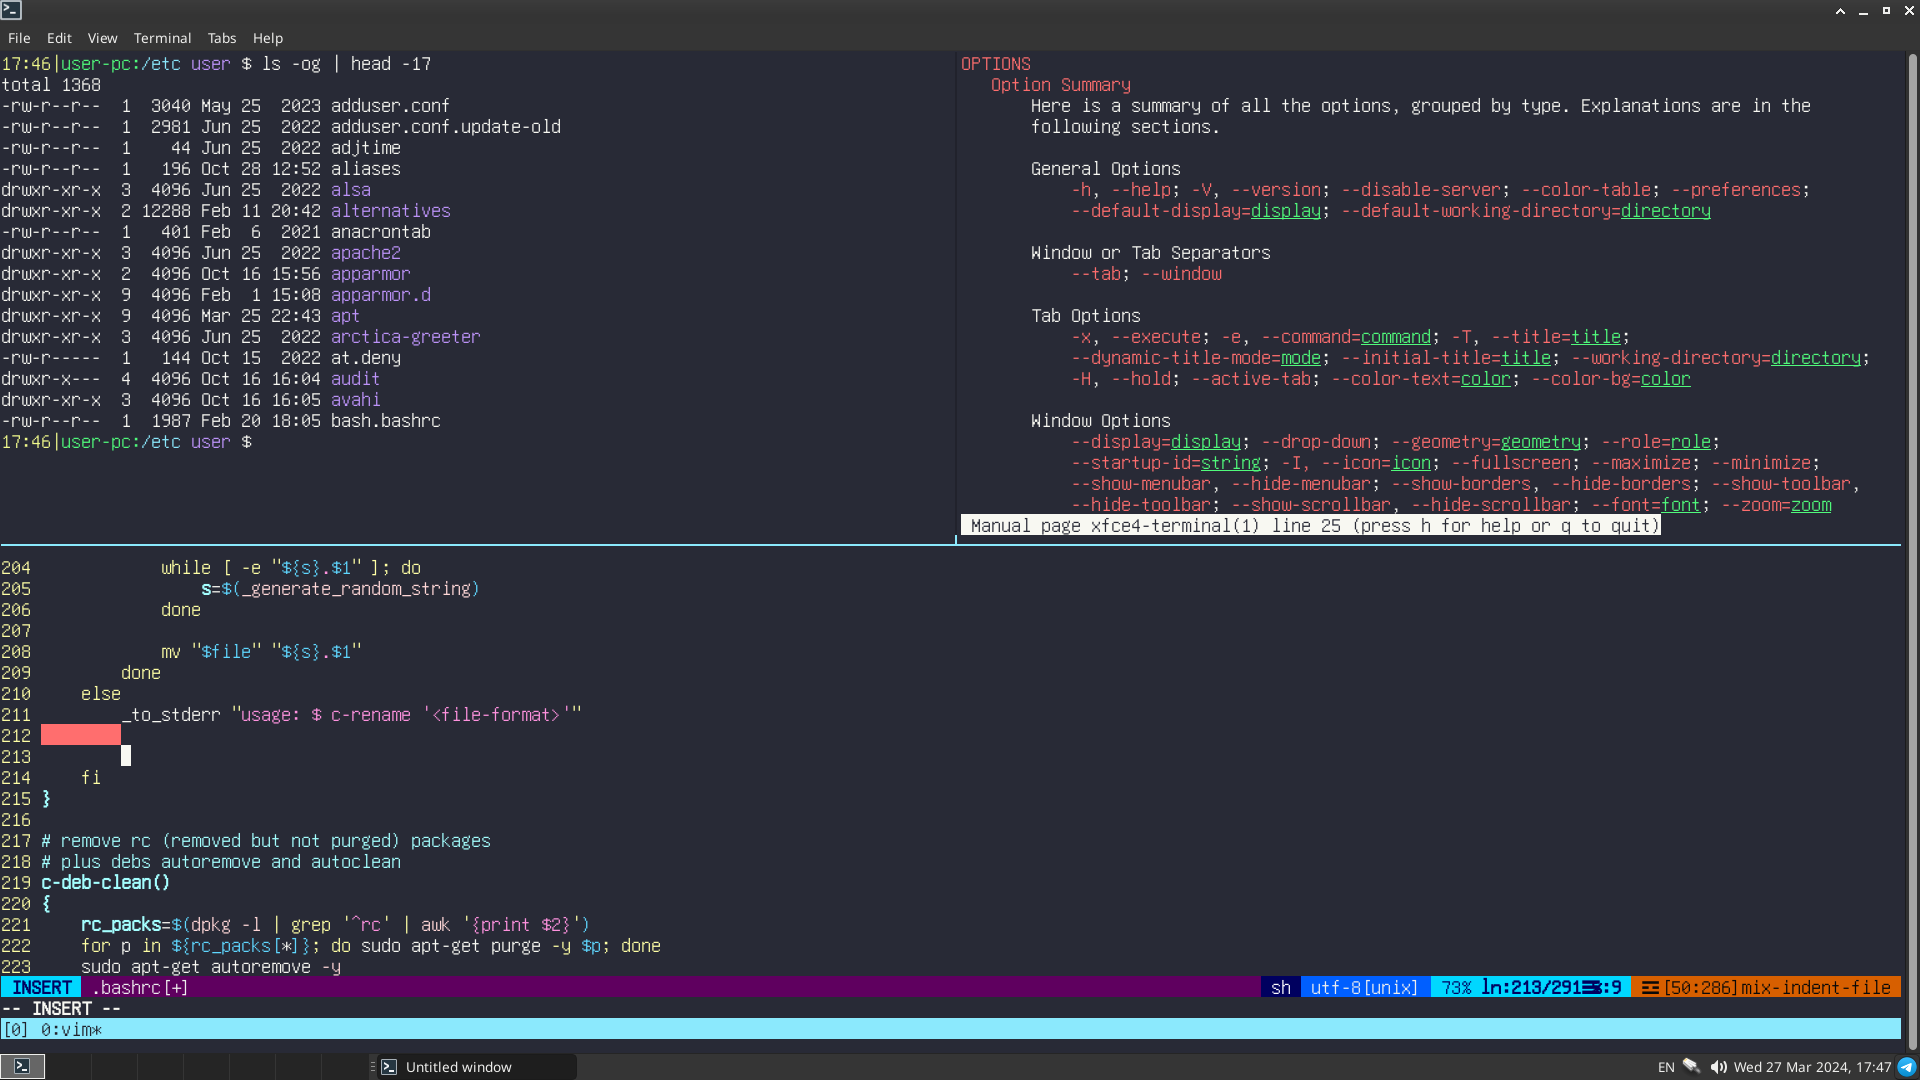 File Edit View Terminal Tabs Help
17:46|user-pc:/etc user $ ls -og | head -17
total 1368
-rw-r--r--  1  3040 May 25  2023 adduser.conf
-rw-r--r--  1  2981 Jun 25  2022 adduser.conf.update-old
-rw-r--r--  1    44 Jun 25  2022 adjtime
-rw-r--r--  1   196 Oct 28 12:52 aliases
drwxr-xr-x  3  4096 Jun 25  2022 alsa
drwxr-xr-x  2 12288 Feb 11 20:42 alternatives
-rw-r--r--  1   401 Feb  6  2021 anacrontab
drwxr-xr-x  3  4096 Jun 25  2022 apache2
drwxr-xr-x  2  4096 Oct 16 15:56 apparmor
drwxr-xr-x  9  4096 Feb  1 15:08 apparmor.d
drwxr-xr-x  9  4096 Mar 25 22:43 apt
drwxr-xr-x  3  4096 Jun 25  2022 arctica-greeter
-rw-r-----  1   144 Oct 15  2022 at.deny
drwxr-x---  4  4096 Oct 16 16:04 audit
drwxr-xr-x  3  4096 Oct 16 16:05 avahi
-rw-r--r--  1  1987 Feb 20 18:05 bash.bashrc
17:46|user-pc:/etc user $
OPTIONS
Option Summary
Here is a summary of all the options, grouped by type. Explanations are in the
following sections.
General Options
-h, --help; -V, --version; --disable-server; --color-table; --preferences;
--default-display=display; --default-working-directory=directory
Window or Tab Separators
--tab; --window
Tab Options
-x, --execute; -e, --command=command; -T, --title=title;
--dynamic-title-mode=mode; --initial-title=title; --working-directory=directory;
-H, --hold; --active-tab; --color-text=color; --color-bg=color
Window Options
--display=display; --drop-down; --geometry=geometry; --role=role;
--startup-id=string; -I, --icon=icon; --fullscreen; --maximize; --minimize;
--show-menubar, --hide-menubar; --show-borders, --hide-borders; --show-toolbar,
--hide-toolbar; --show-scrollbar, --hide-scrollbar; --font=font; --zoom=zoom
Manual page xfce4-terminal(1) line 25 (press h for help or q to quit)
204             while [ -e "${s}.$1" ]; do
205                 s=$(_generate_random_string)
206             done
207
208             mv "$file" "${s}.$1"
209         done
210     else
211         _to_stderr "usage: $ c-rename '<file-format>'"
212
213
214     fi
215 }
216
217 # remove rc (removed but not purged) packages
218 # plus debs autoremove and autoclean
219 c-deb-clean()
220 {
221     rc_packs=$(dpkg -l | grep '^rc' | awk '{print $2}')
222     for p in ${rc_packs[*]}; do sudo apt-get purge -y $p; done
223     sudo apt-get autoremove -y
INSERT .bashrc[+] sh utf-8[unix] 73% ln:213/291☰:9 ☲[50:286]mix-indent-file
-- INSERT --
[0] 0:vim*
Untitled window EN Wed 27 Mar 2024, 17:47